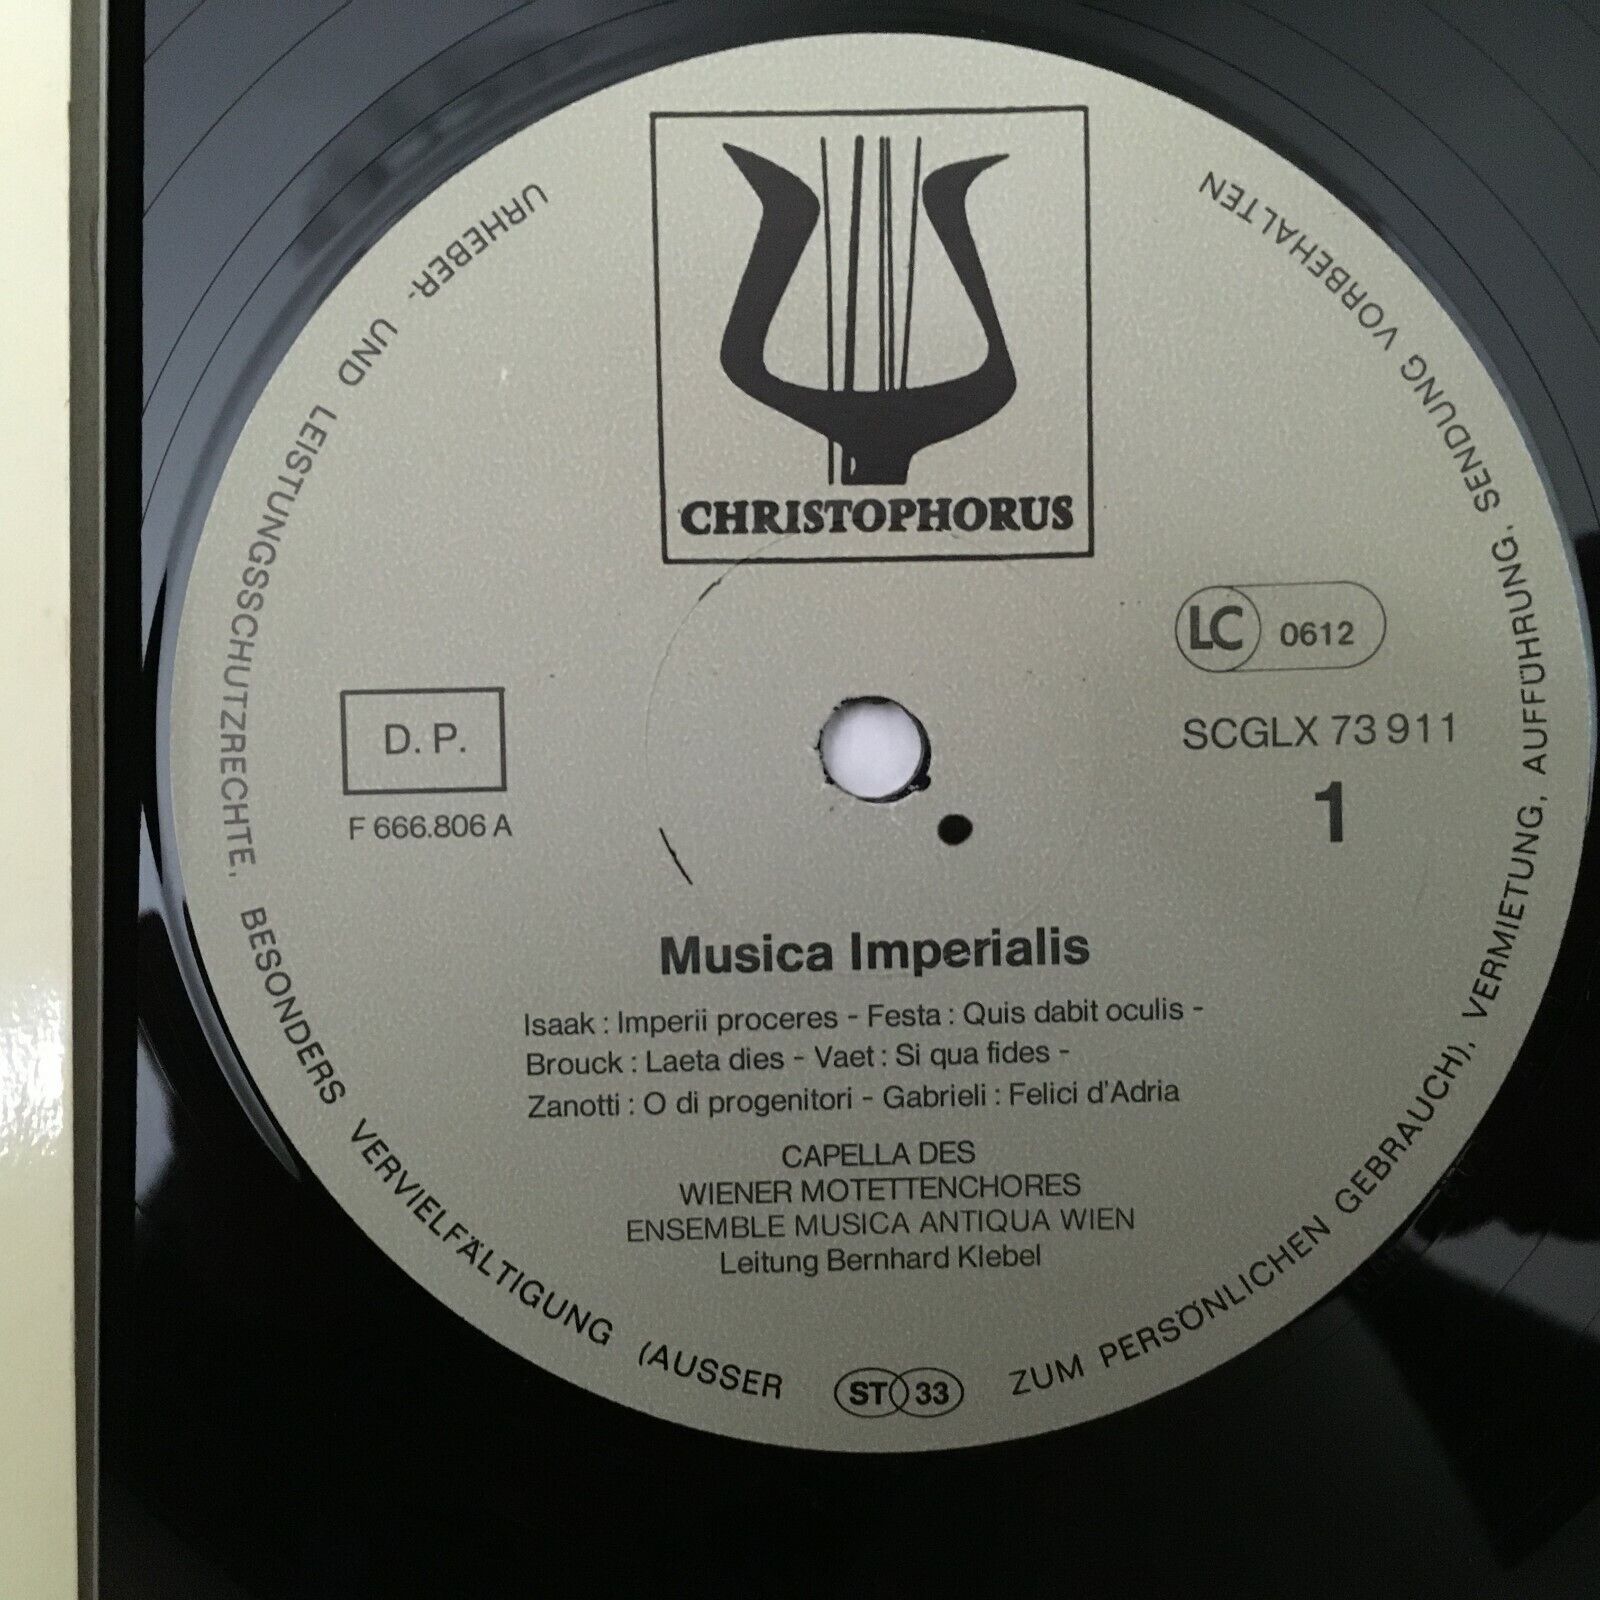 CHRISTOPHORUS
LC 0612
D. P.
SCGLX 73 911
F 666.806 A
1
Musica Imperialis
Isaak : Imperii proceres - Festa : Quis dabit oculis -
Brouck : Laeta dies - Vaet : Si qua fides -
Zanotti : O di progenitori - Gabrieli : Felici d'Adria
CAPELLA DES
WIENER MOTETTENCHORES
ENSEMBLE MUSICA ANTIQUA WIEN
Leitung Bernhard Klebel
ST 33
URHEBER- UND LEISTUNGSSCHUTZRECHTE, BESONDERS VERVIELFÄLTIGUNG (AUSSER ZUM PERSÖNLICHEN GEBRAUCH), VERMIETUNG, AUFFÜHRUNG, SENDUNG VORBEHALTEN